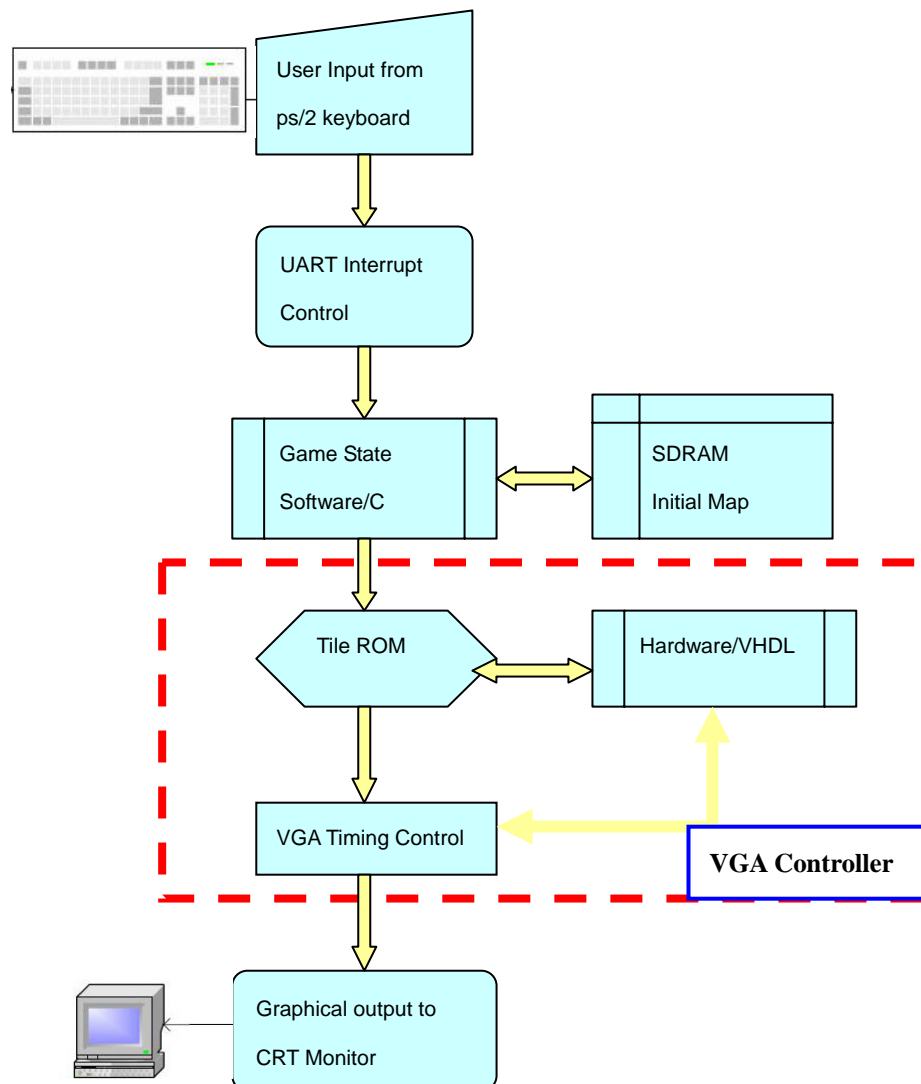 User Input from
ps/2 keyboard
UART Interrupt
Control
Game State
Software/C
SDRAM
Initial Map
Tile ROM
Hardware/VHDL
VGA Timing Control
VGA Controller
Graphical output to
CRT Monitor